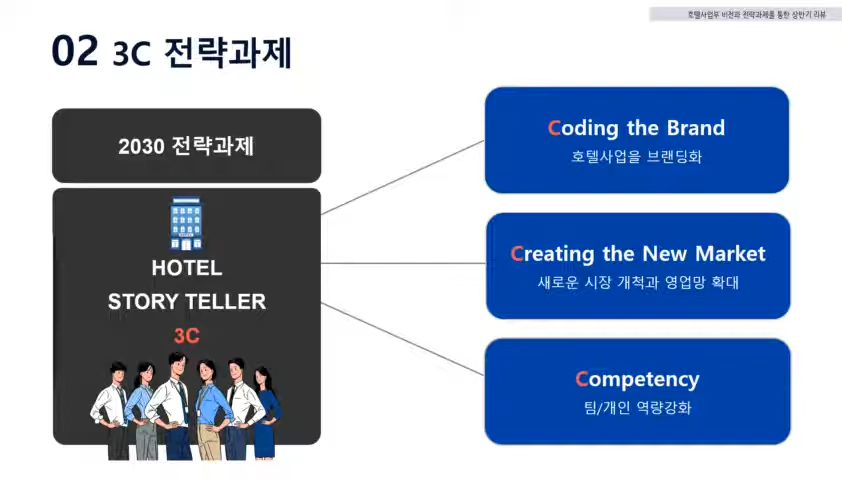 호텔사업부 비전과 전략과제를 통한 상반기 리뷰
02 3C 전략과제
2030 전략과제
HOTEL
HOTEL
STORY TELLER
3C
Coding the Brand
호텔사업을 브랜딩화
Creating the New Market
새로운 시장 개척과 영업망 확대
Competency
팀/개인 역량강화